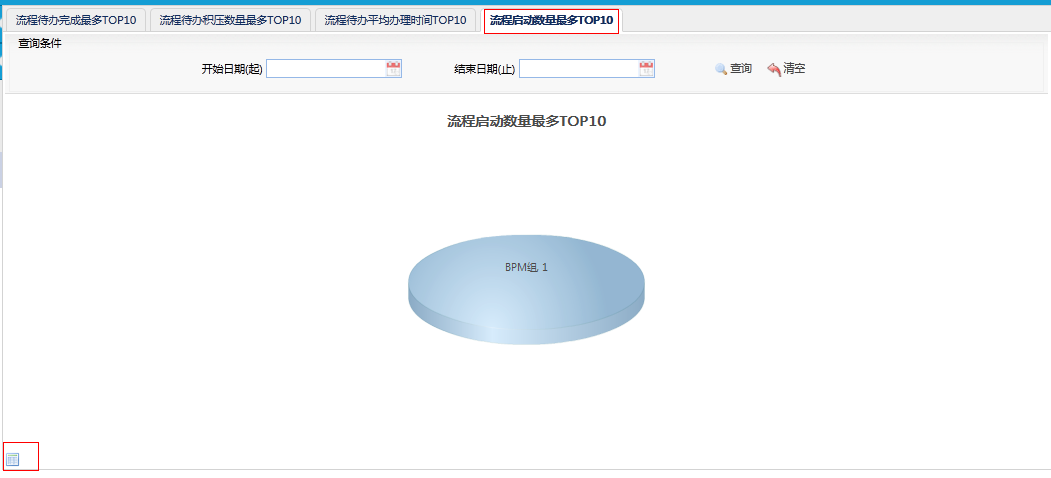 流程待办完成最多TOP10 流程待办积压数量最多TOP10 流程待办平均办理时间TOP10 流程启动数量最多TOP10
查询条件
开始日期(起) 结束日期(止) 查询 清空
流程启动数量最多TOP10
BPM组, 1